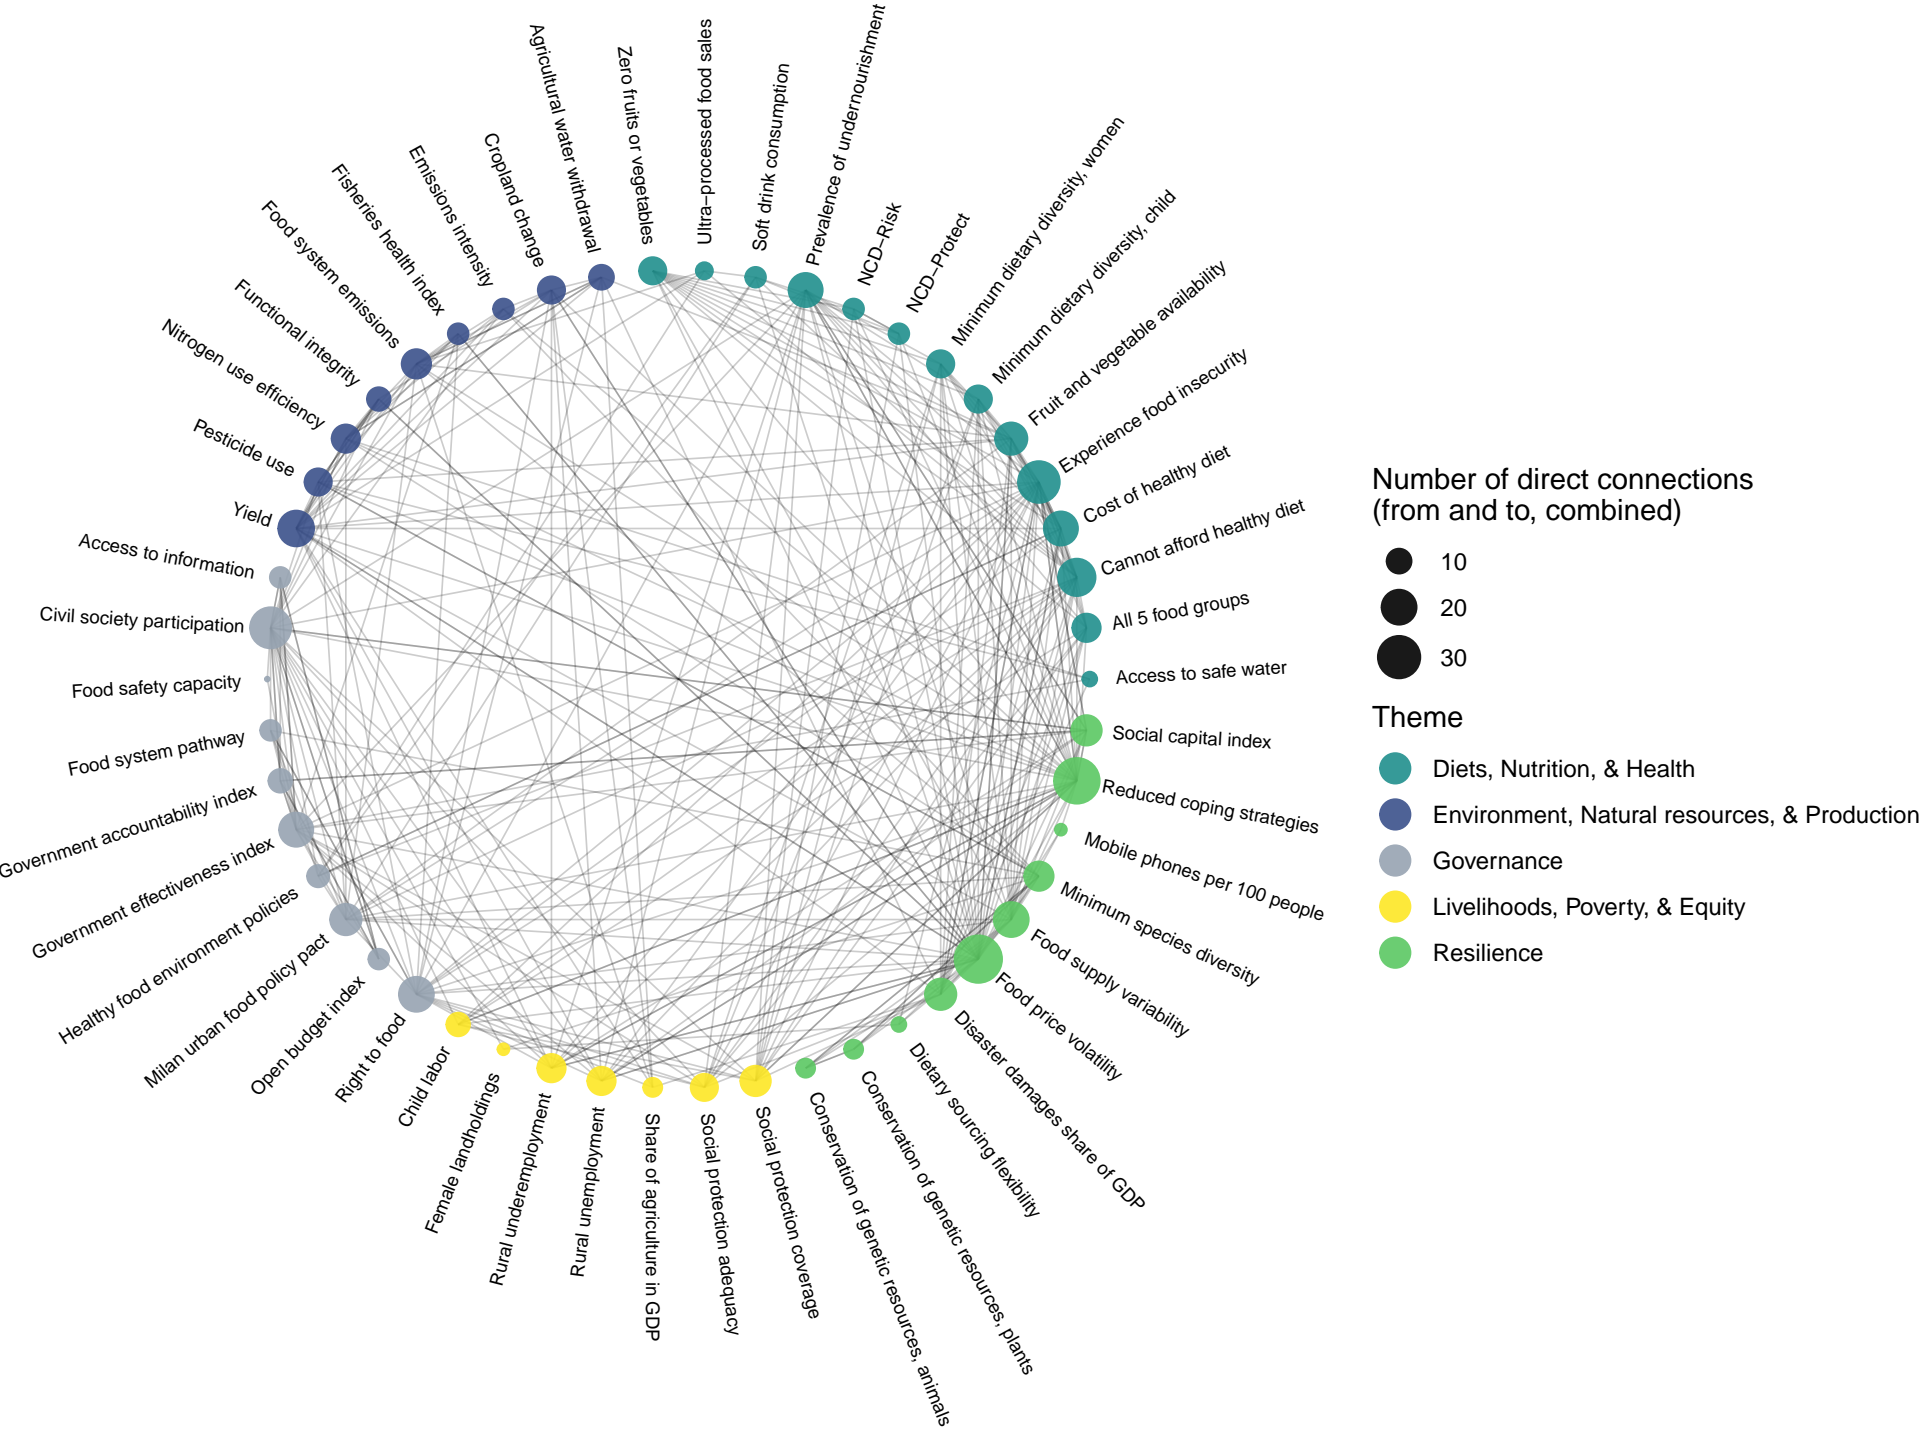 Agricultural water withdrawal
Zero fruits or vegetables
Ultra−processed food sales
Soft drink consumption
Prevalence of undernourishment
NCD−Risk
NCD−Protect
Minimum dietary diversity, women
Minimum dietary diversity, child
Fruit and vegetable availability
Experience food insecurity
Cost of healthy diet
Cannot afford healthy diet
All 5 food groups
Access to safe water
Social capital index
Reduced coping strategies
Mobile phones per 100 people
Minimum species diversity
Food supply variability
Food price volatility
Disaster damages share of GDP
Dietary sourcing flexibility
Conservation of genetic resources, plants
Conservation of genetic resources, animals
Social protection coverage
Social protection adequacy
Share of agriculture in GDP
Rural unemployment
Rural underemployment
Female landholdings
Child labor
Right to food
Open budget index
Milan urban food policy pact
Healthy food environment policies
Government effectiveness index
Government accountability index
Food system pathway
Food safety capacity
Civil society participation
Access to information
Yield
Pesticide use
Nitrogen use efficiency
Functional integrity
Food system emissions
Fisheries health index
Emissions intensity
Cropland change
Number of direct connections
(from and to, combined)
10
20
30
Theme
Diets, Nutrition, & Health
Environment, Natural resources, & Production
Governance
Livelihoods, Poverty, & Equity
Resilience